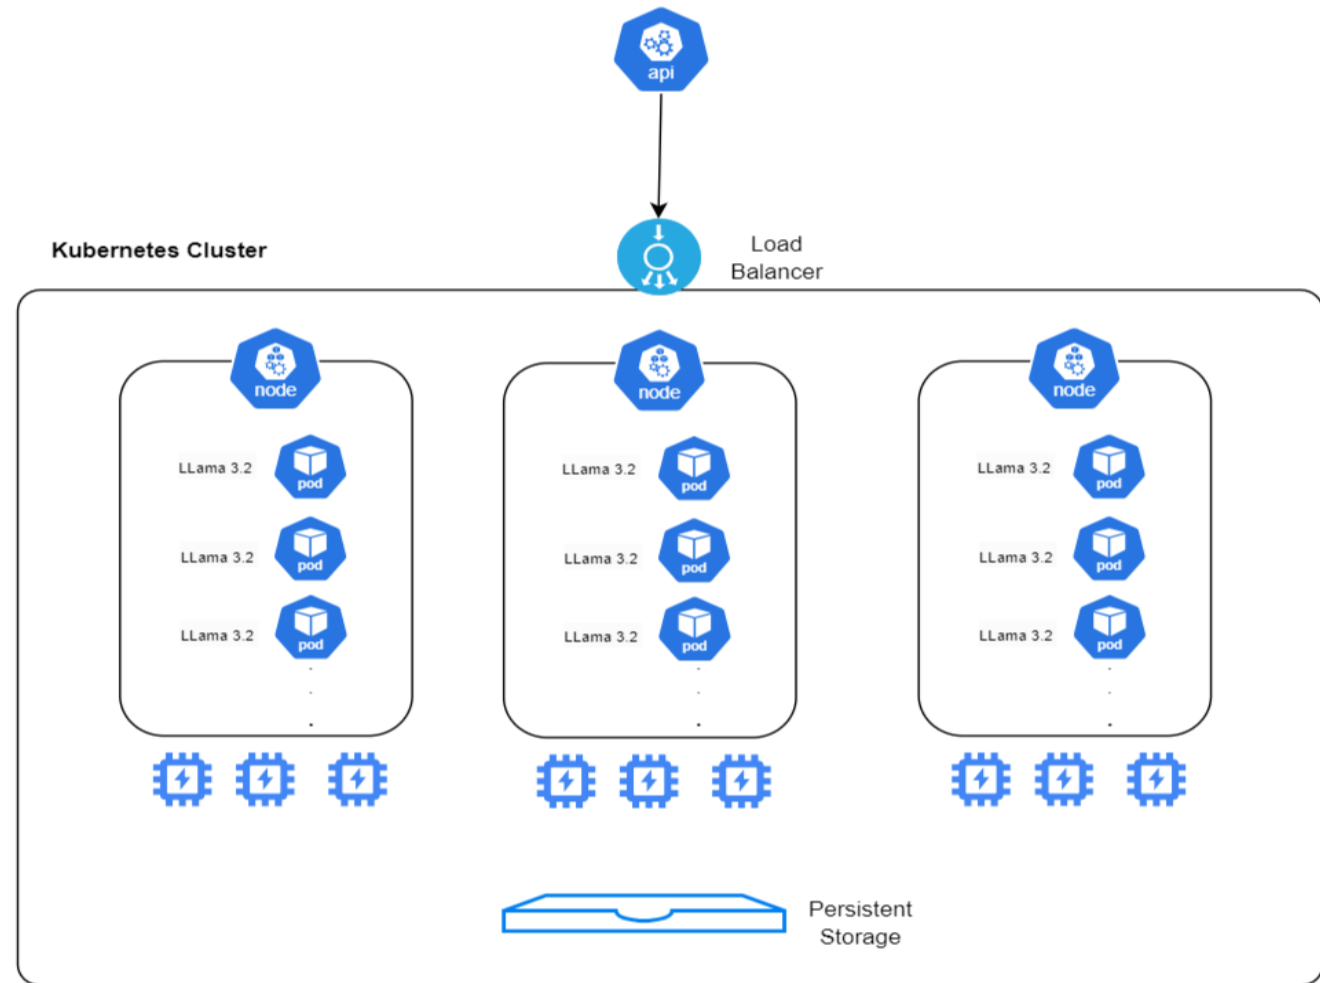 api
Kubernetes Cluster
Load
Balancer
node
node
node
LLama 3.2
pod
LLama 3.2
pod
LLama 3.2
pod
LLama 3.2
pod
LLama 3.2
pod
LLama 3.2
pod
LLama 3.2
pod
LLama 3.2
pod
LLama 3.2
pod
Persistent
Storage